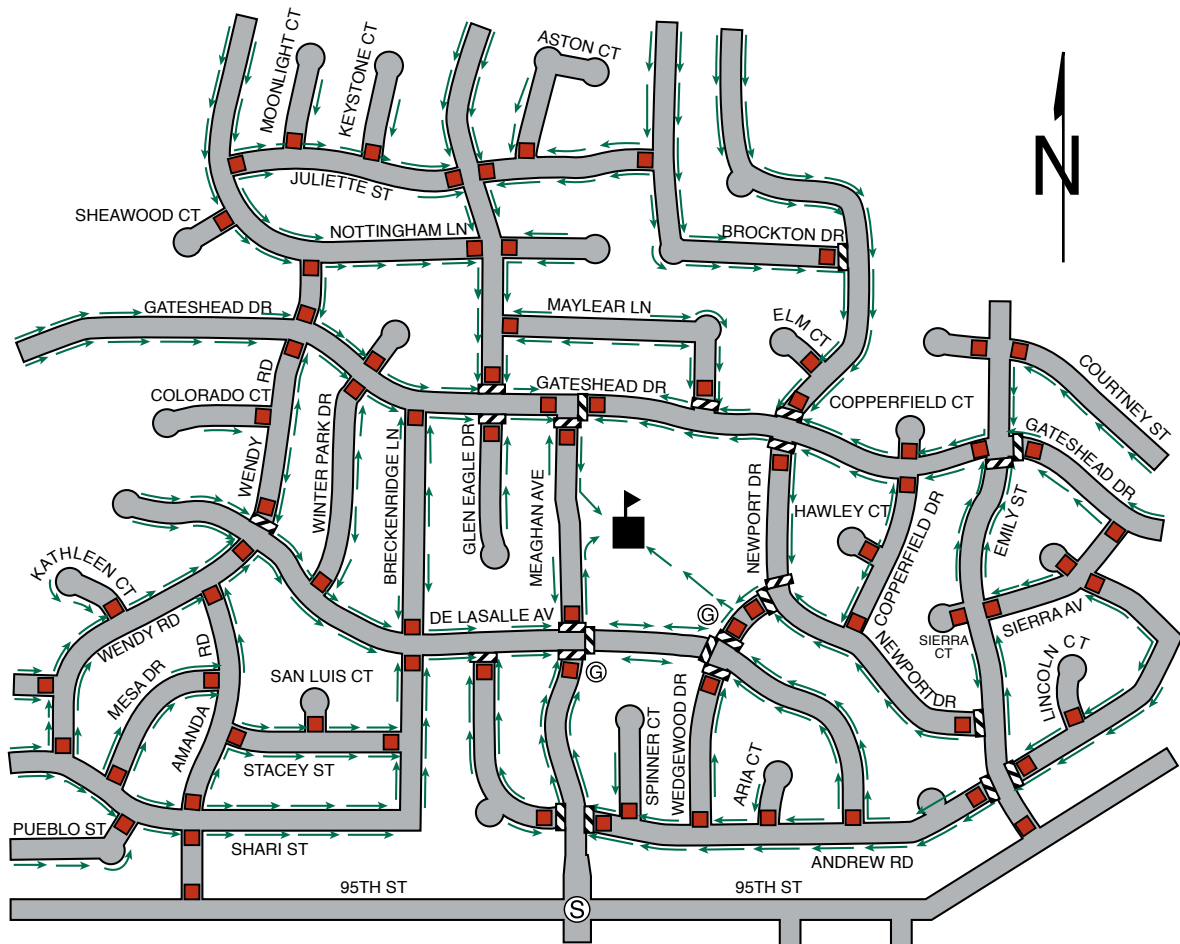 MOONLIGHT CT
KEYSTONE CT
ASTON CT
JULIETTE ST
SHEAWOOD CT
NOTTINGHAM LN
BROCKTON DR
N
GATESHEAD DR
MAYLEAR LN
ELM CT
COURTNEY ST
COLORADO CT
WENDY RD
WINTER PARK DR
BRECKENRIDGE LN
GLEN EAGLE DR
GATESHEAD DR
MEAGHAN AVE
COPPERFIELD CT
GATESHEAD DR
NEWPORT DR
HAWLEY CT
COPPERFIELD DR
EMILY ST
KATHLEEN CT
WENDY RD
DE LASALLE AV
G
SIERRA CT
SIERRA AV
NEWPORT DR
LINCOLN CT
MESA DR
AMANDA RD
SAN LUIS CT
G
STACEY ST
SPINNER CT
WEDGEWOOD DR
ARIA CT
PUEBLO ST
SHARI ST
ANDREW RD
95TH ST
S
95TH ST